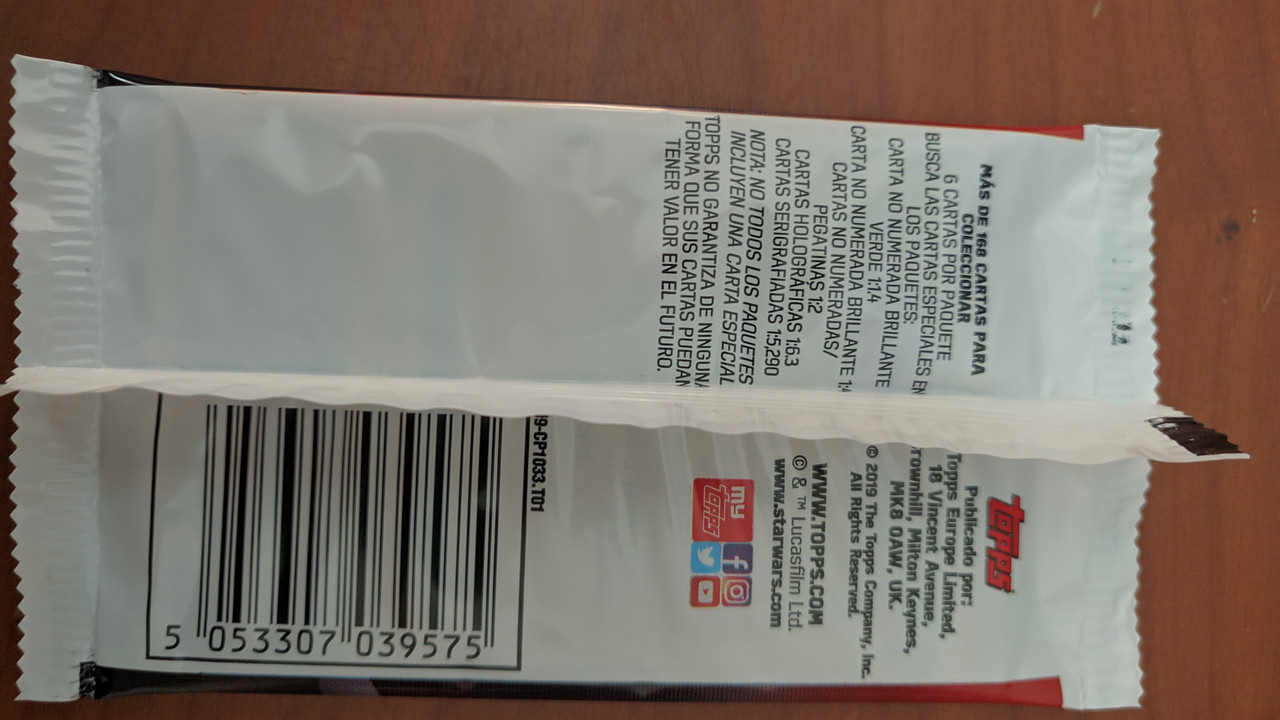 MÁS DE 168 CARTAS PARA
COLECCIONAR
6 CARTAS POR PAQUETE
BUSCA LAS CARTAS ESPECIALES EN
LOS PAQUETES:
CARTA NO NUMERADA BRILLANTE
VERDE 1:1.4
CARTA NO NUMERADA BRILLANTE
CARTAS NO NUMERADAS/
PEGATINAS 1:2
CARTAS HOLOGRÁFICAS 1:6.3
CARTAS SERIGRAFIADAS 1:5,290
NOTA: NO TODOS LOS PAQUETES
INCLUYEN UNA CARTA ESPECIAL
TOPPS NO GARANTIZA DE NINGUNA
FORMA QUE SUS CARTAS PUEDAN
TENER VALOR EN EL FUTURO.
TOPPS
Publicado por:
Topps Europe Limited,
18 Vincent Avenue,
Crownhill, Milton Keynes,
MK8 0AW, UK.
© 2019 The Topps Company, Inc.
All Rights Reserved.
WWW.TOPPS.COM
© & ™ Lucasfilm Ltd.
www.starwars.com
my
TOPPS
9-CP1033.T01
5 053307 039575